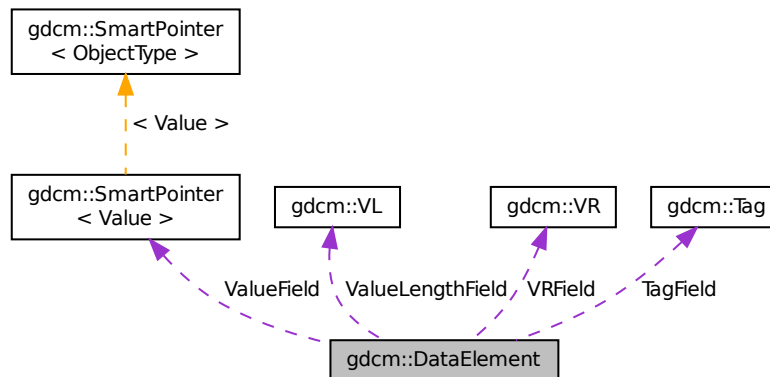 gdcm::SmartPointer
< ObjectType >
< Value >
gdcm::SmartPointer
< Value >
gdcm::VL
gdcm::VR
gdcm::Tag
ValueField
ValueLengthField
VRField
TagField
gdcm::DataElement